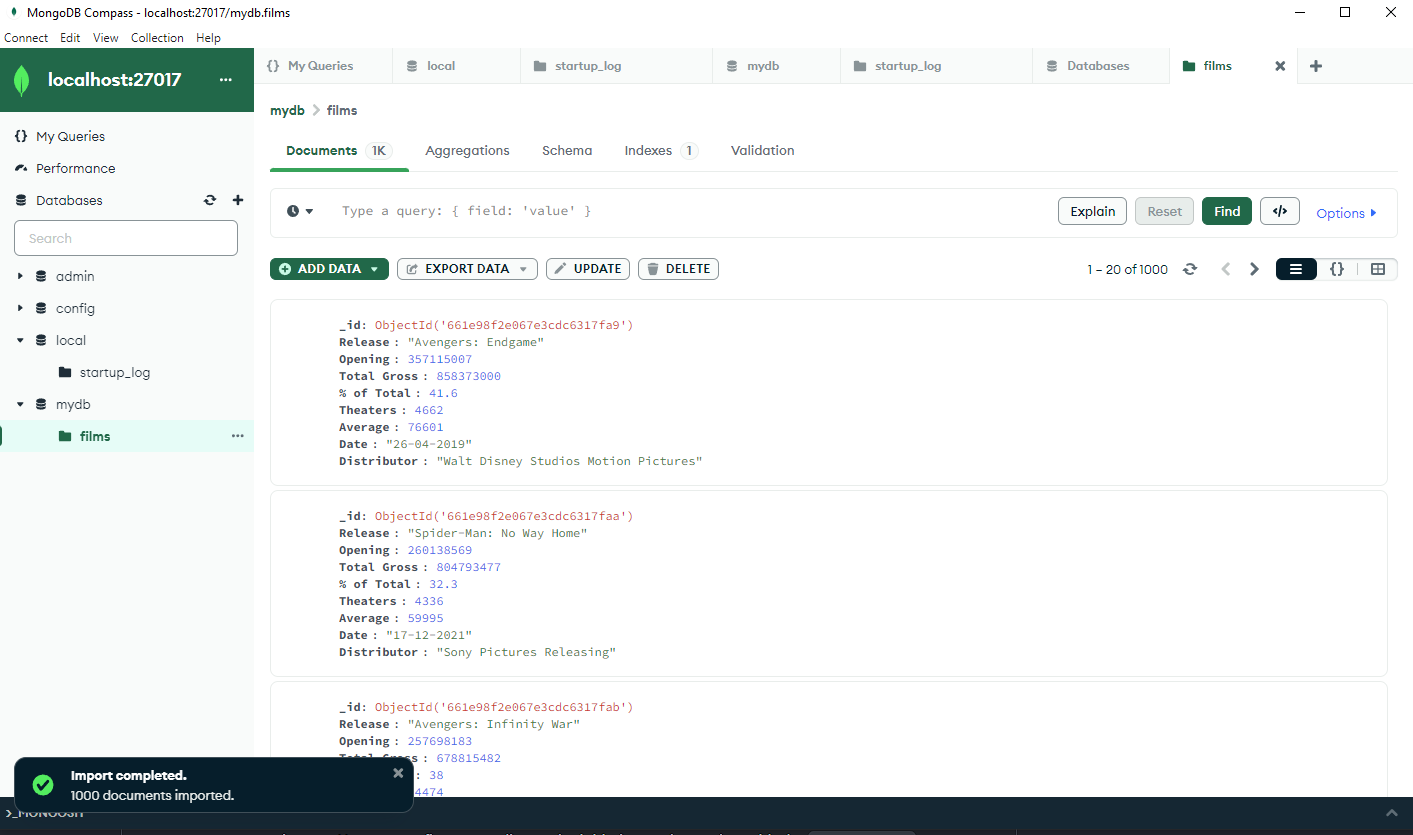 MongoDB Compass - localhost:27017/mydb.films
Connect Edit View Collection Help
localhost:27017 ...
{} My Queries
Performance
Databases
Search
admin
config
local
startup_log
mydb
films ...
{} My Queries local startup_log mydb startup_log Databases films
mydb > films
Documents 1K Aggregations Schema Indexes 1 Validation
Type a query: { field: 'value' }
Explain Reset Find </> Options
ADD DATA EXPORT DATA UPDATE DELETE
1 – 20 of 1000 {}
_id: ObjectId('661e98f2e067e3cdc6317fa9')
Release : "Avengers: Endgame"
Opening : 357115007
Total Gross : 858373000
% of Total : 41.6
Theaters : 4662
Average : 76601
Date : "26-04-2019"
Distributor : "Walt Disney Studios Motion Pictures"
_id: ObjectId('661e98f2e067e3cdc6317faa')
Release : "Spider-Man: No Way Home"
Opening : 260138569
Total Gross : 804793477
% of Total : 32.3
Theaters : 4336
Average : 59995
Date : "17-12-2021"
Distributor : "Sony Pictures Releasing"
_id: ObjectId('661e98f2e067e3cdc6317fab')
Release : "Avengers: Infinity War"
Opening : 257698183
Total Gross : 678815482
: 38
4474
Import completed.
1000 documents imported.
>_MONGOSH